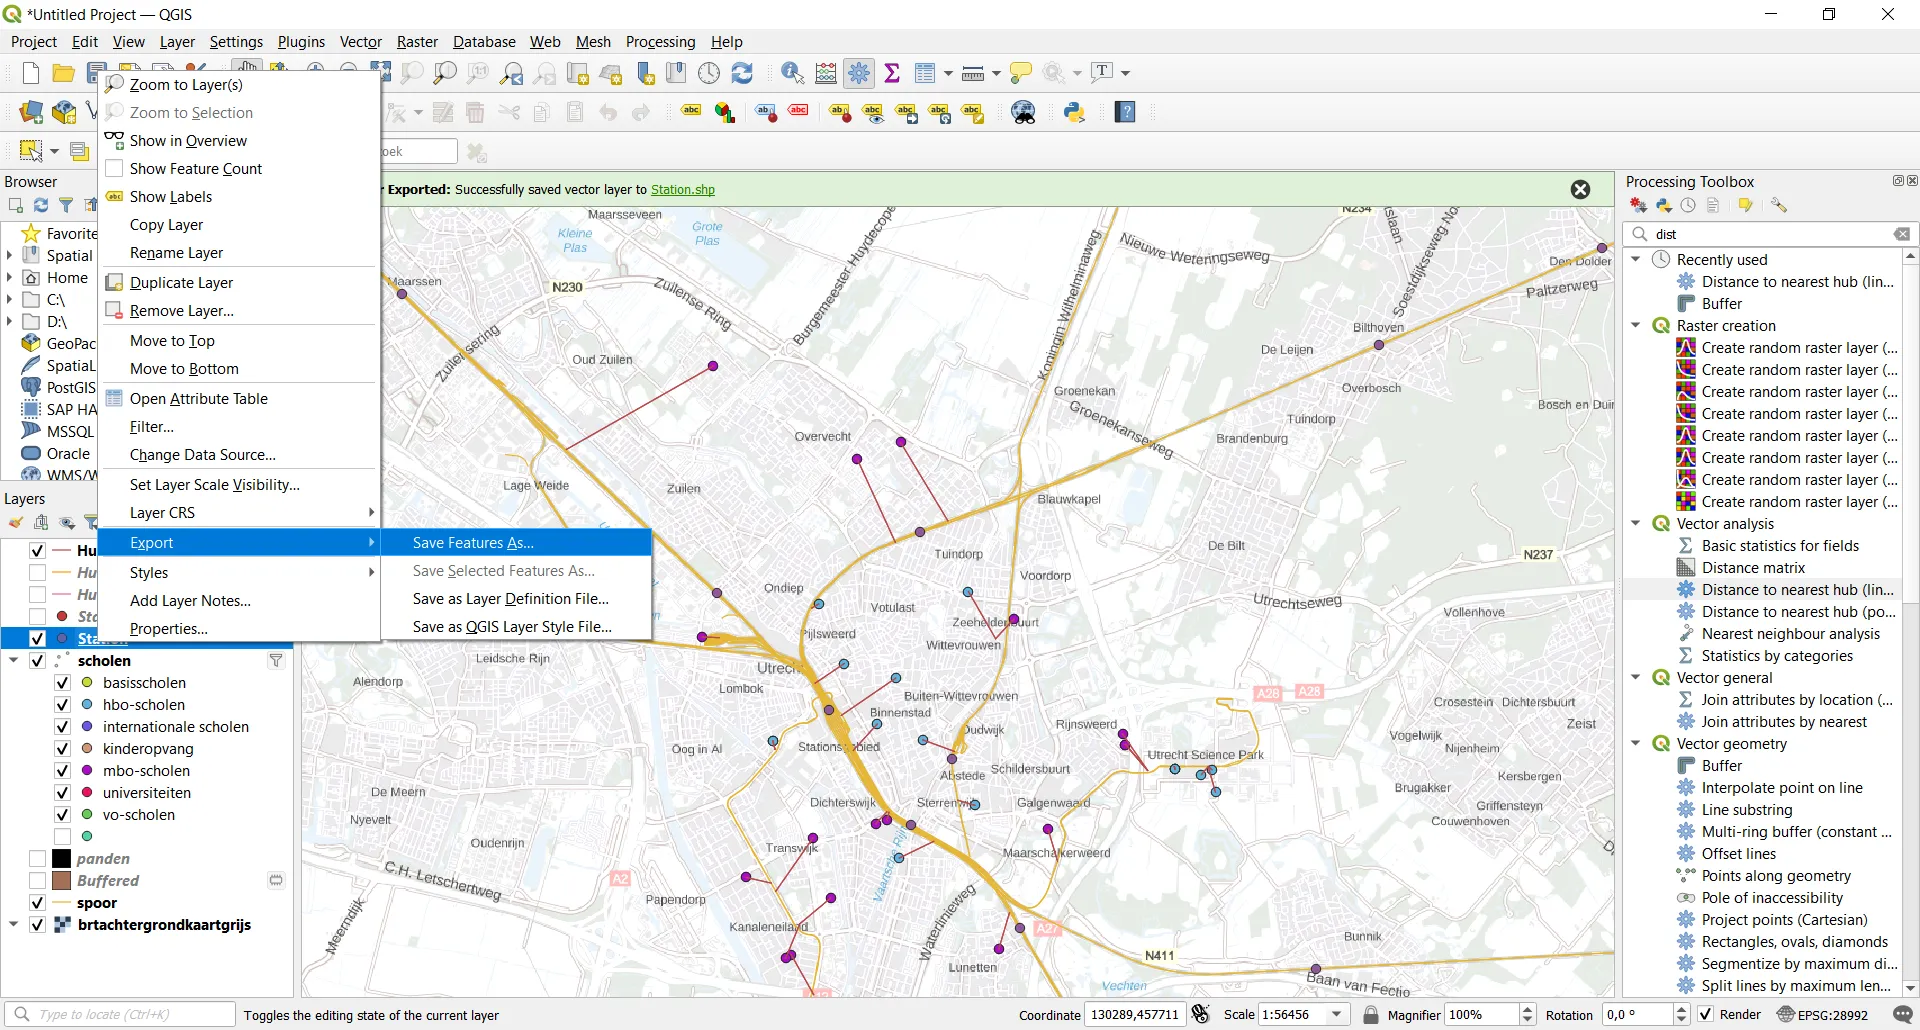 *Untitled Project — QGIS
Project Edit View Layer Settings Plugins Vector Raster Database Web Mesh Processing Help
Zoom to Layer(s)
Zoom to Selection
Show in Overview
Show Feature Count
Show Labels
Copy Layer
Rename Layer
Duplicate Layer
Remove Layer...
Move to Top
Move to Bottom
Open Attribute Table
Filter...
Change Data Source...
Set Layer Scale Visibility...
Layer CRS
Export
Styles
Add Layer Notes...
Properties...
Save Features As...
Save Selected Features As...
Save as Layer Definition File...
Save as QGIS Layer Style File...
oek
r Exported: Successfully saved vector layer to Station.shp
Browser
Favorite
Spatial
Home
C:\
D:\
GeoPac
SpatiaL
PostGIS
SAP HA
MSSQL
Oracle
WMS/W
Layers
Hu
Hu
Hu
Sta
Stati
scholen
basisscholen
hbo-scholen
internationale scholen
kinderopvang
mbo-scholen
universiteiten
vo-scholen
panden
Buffered
spoor
brtachtergrondkaartgrijs
Maarsseveen
Kleine Plas
Grote Plas
Burgemeester Huydecope
N234
Nieuwe Weteringseweg
Soestdijkseweg No
Den Dolder
Maarssen
N230
Zuilense Ring
Koningin Wilhelminaweg
Paltzerweg
Bilthoven
Zuilensering
Oud Zuilen
De Leijen
Groenekan
Overbosch
Groenekanseweg
Bosch en Duin
Tuindorp
Overvecht
Brandenburg
Lage Weide
Zuilen
Blauwkapel
De Bilt
N237
Tuindorp
Voordorp
Ondiep
Votulast
Utrechtseweg
Vollenhove
Zeeheldenbuurt
Pijlsweerd
Wittevrouwen
Leidsche Rijn
Utrecht
Alendorp
Lombok
Buiten-Wittevrouwen
A28
A28
Crosestein
Dichtersbuurt
Binnenstad
Rijnsweerd
Zeist
Oudwijk
Vogelwijk
Oog in Al
Stationsgebied
Nijenheim
Utrecht Science Park
Abstede
Schildersbuurt
Kersbergen
De Meern
Brugakker
Dichterswijk
Sterrenwijk
Galgenwaard
Griffensteyn
Nyevelt
Couwenhoven
Oudenrijn
Transwijk
Maarschalkerweerd
Vaartsche Rijn
C.H. Letschertweg
A2
Papendorp
Meerndijk
Kanaleneiland
Waterlinieweg
A27
Bunnik
N411
Lunetten
Vechten
Baan van Fectio
Processing Toolbox
dist
Recently used
Distance to nearest hub (lin...
Buffer
Raster creation
Create random raster layer (...
Create random raster layer (...
Create random raster layer (...
Create random raster layer (...
Create random raster layer (...
Create random raster layer (...
Create random raster layer (...
Create random raster layer (...
Vector analysis
Basic statistics for fields
Distance matrix
Distance to nearest hub (lin...
Distance to nearest hub (po...
Nearest neighbour analysis
Statistics by categories
Vector general
Join attributes by location (...
Join attributes by nearest
Vector geometry
Buffer
Interpolate point on line
Line substring
Multi-ring buffer (constant ...
Offset lines
Points along geometry
Pole of inaccessibility
Project points (Cartesian)
Rectangles, ovals, diamonds
Segmentize by maximum di...
Split lines by maximum len...
Type to locate (Ctrl+K) Toggles the editing state of the current layer Coordinate 130289,457711 Scale 1:56456 Magnifier 100% Rotation 0,0 ° Render EPSG:28992